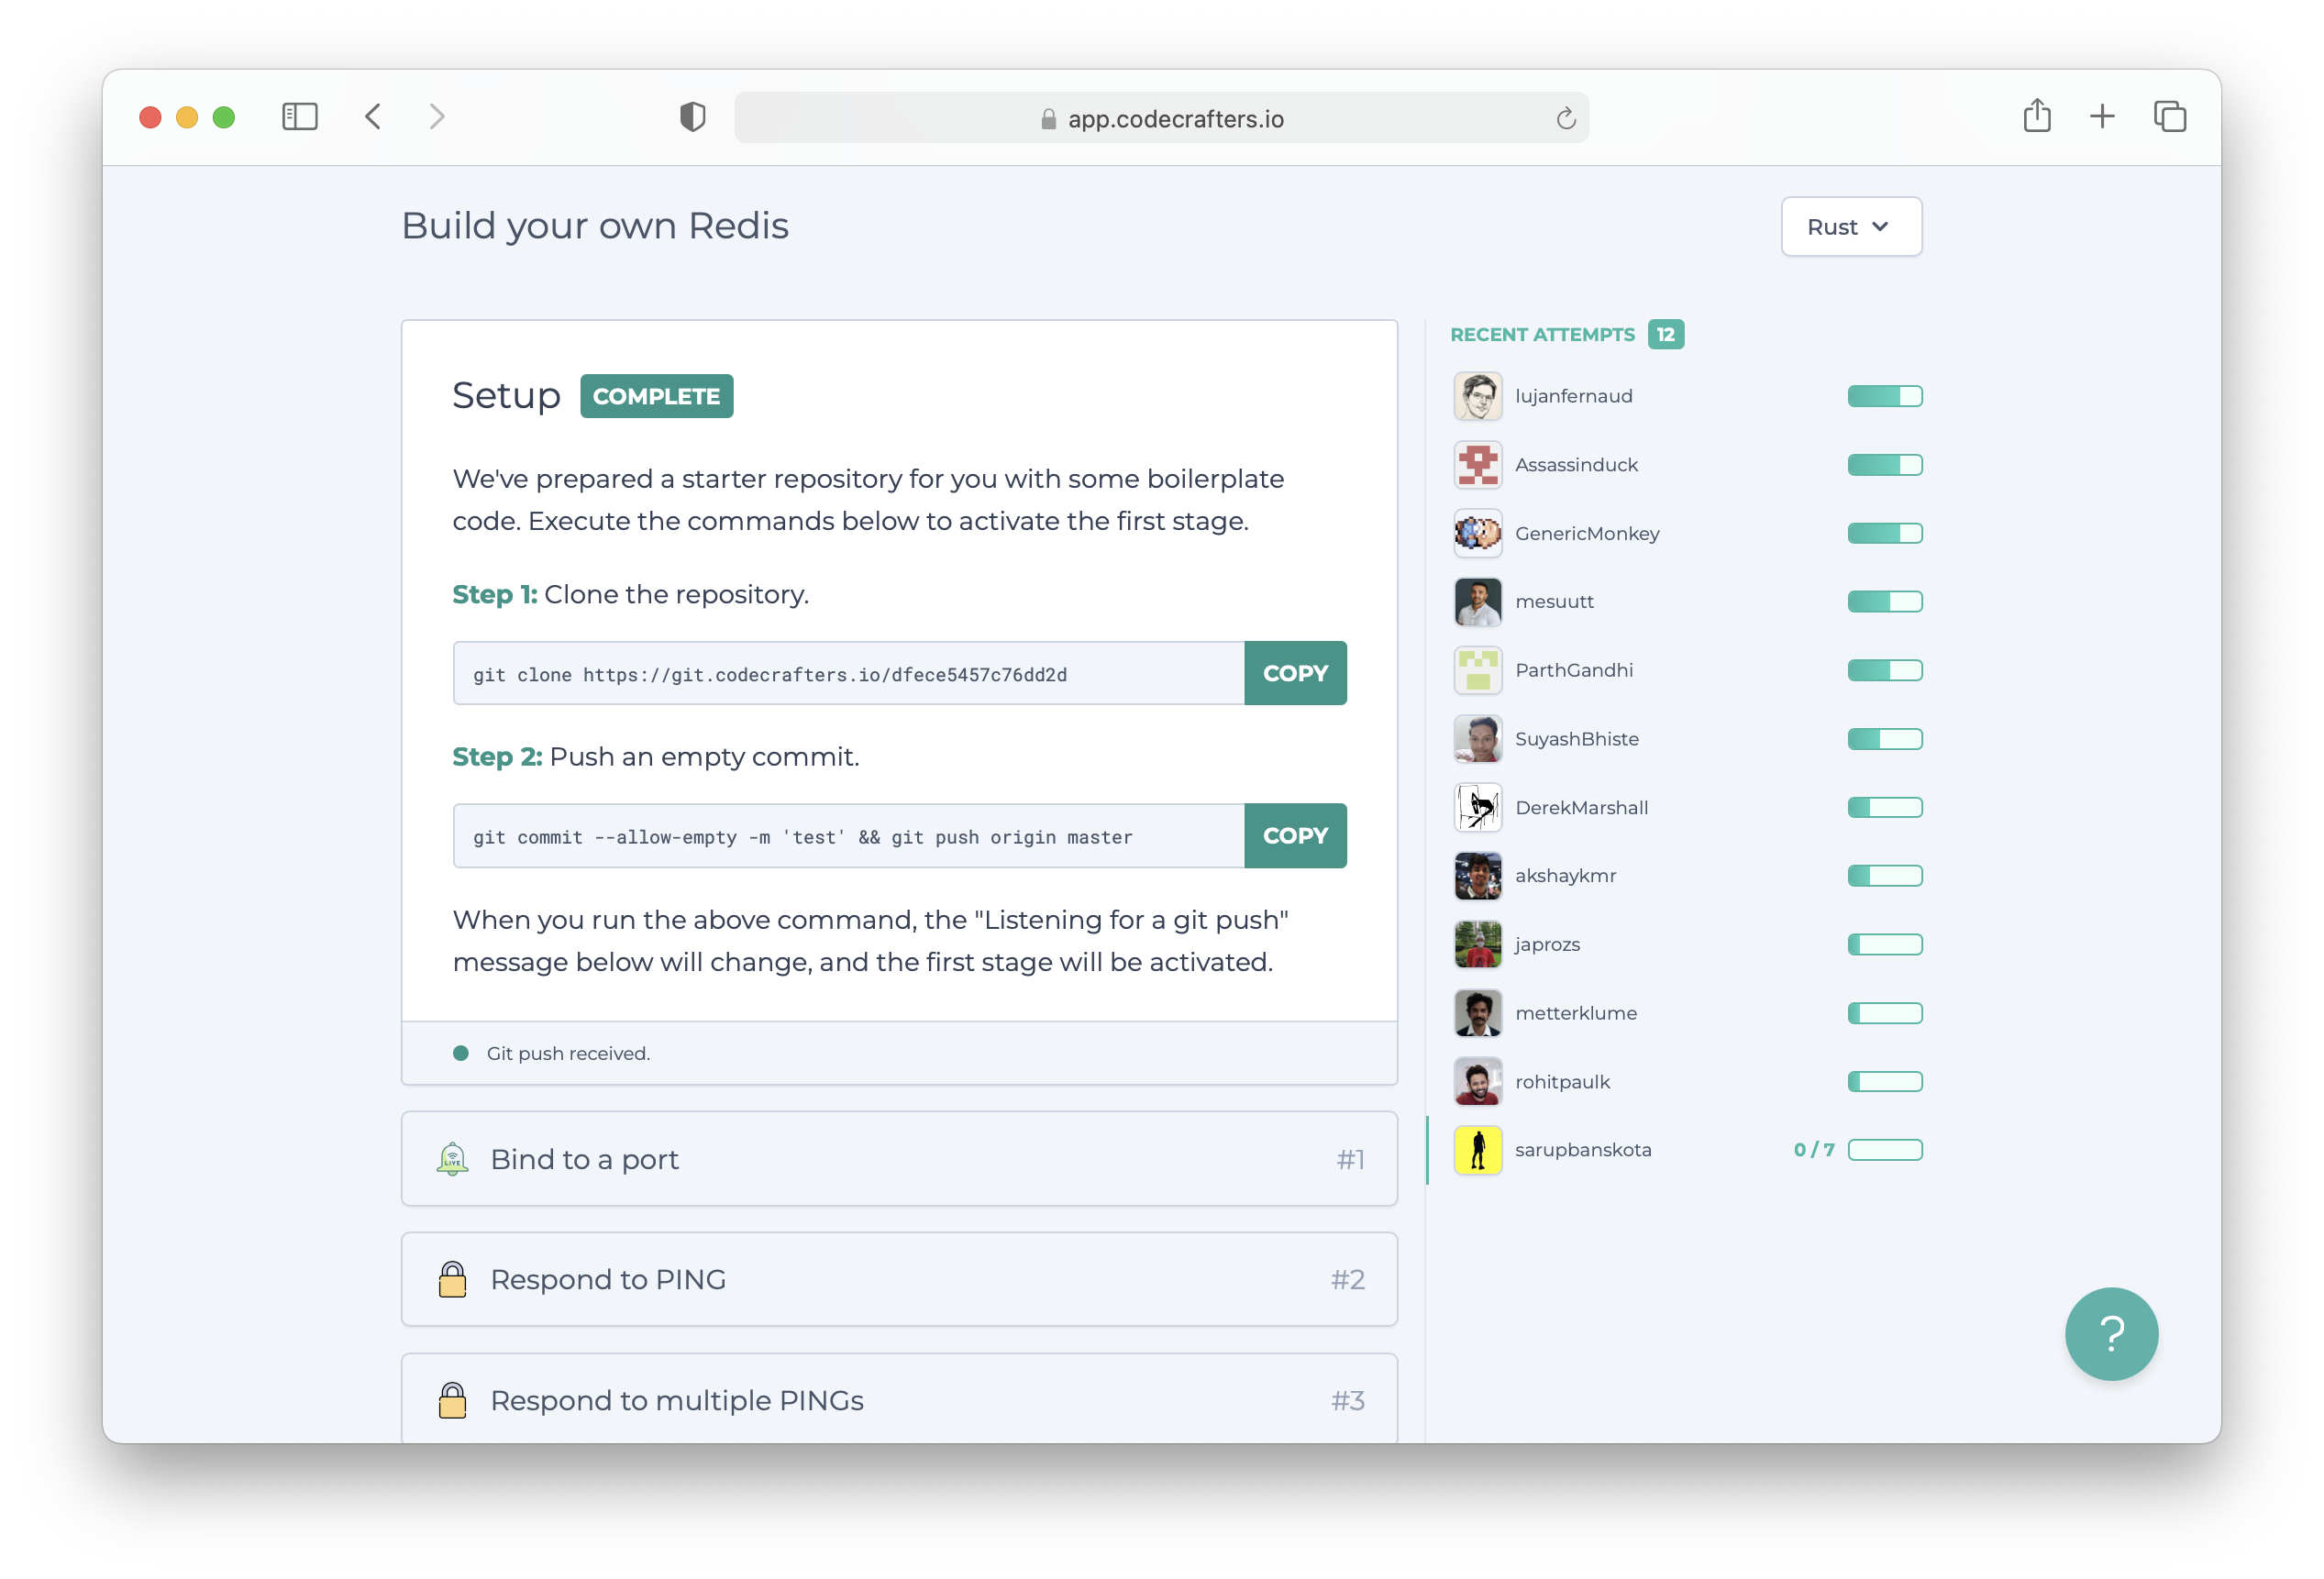 app.codecrafters.io
Build your own Redis
Rust
Setup COMPLETE
We've prepared a starter repository for you with some boilerplate
code. Execute the commands below to activate the first stage.
Step 1: Clone the repository.
git clone https://git.codecrafters.io/dfece5457c76dd2d COPY
Step 2: Push an empty commit.
git commit --allow-empty -m 'test' && git push origin master COPY
When you run the above command, the "Listening for a git push"
message below will change, and the first stage will be activated.
Git push received.
LIVE Bind to a port #1
Respond to PING #2
Respond to multiple PINGs #3
RECENT ATTEMPTS 12
lujanfernaud
Assassinduck
GenericMonkey
mesuutt
ParthGandhi
SuyashBhiste
DerekMarshall
akshaykmr
japrozs
metterklume
rohitpaulk
sarupbanskota 0 / 7
?